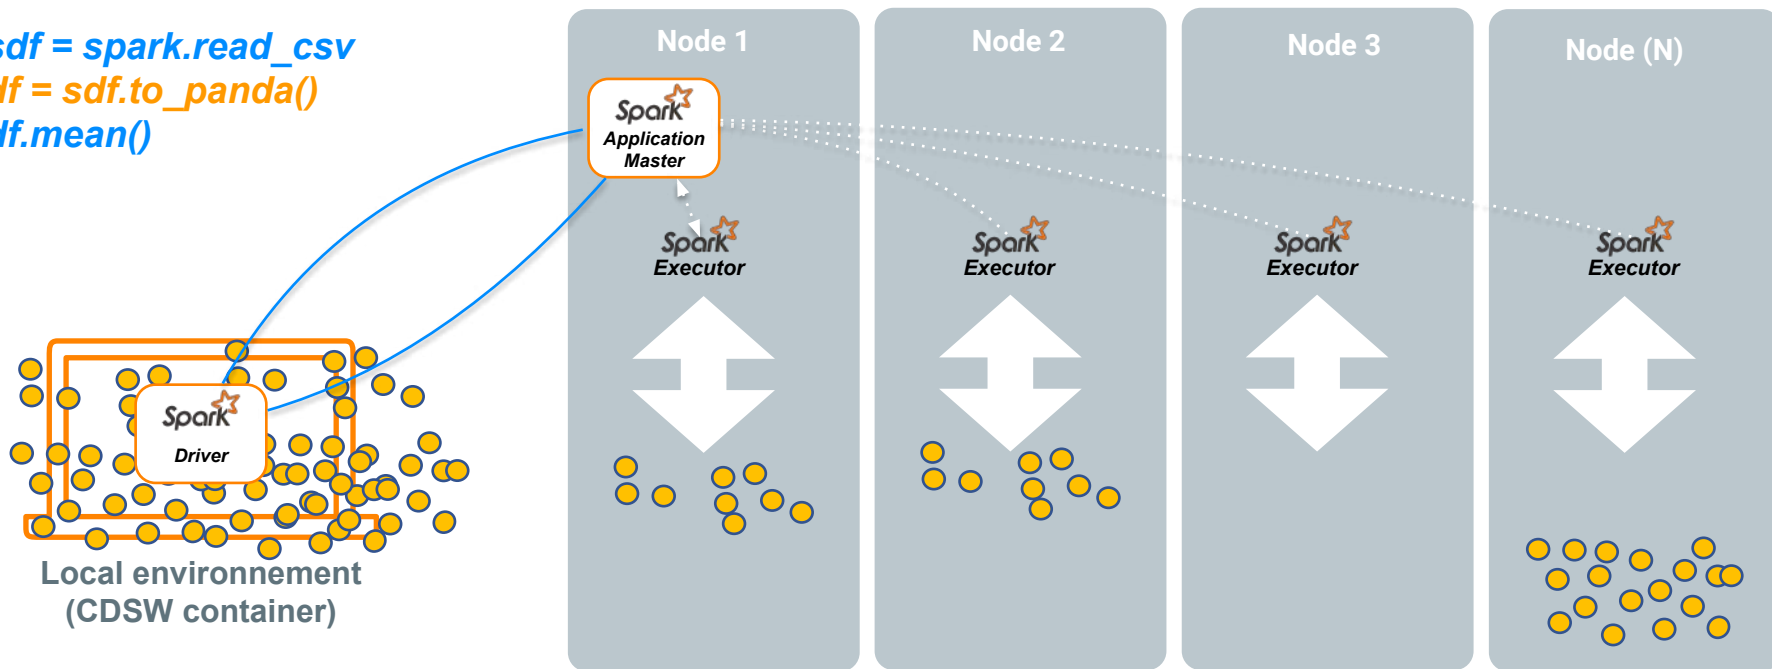 sdf = spark.read_csv
df = sdf.to_panda()
df.mean()
Node 1
Node 2
Node 3
Node (N)
Spark
Application
Master
Spark
Executor
Spark
Executor
Spark
Executor
Spark
Executor
Spark
Driver
Local environnement
(CDSW container)